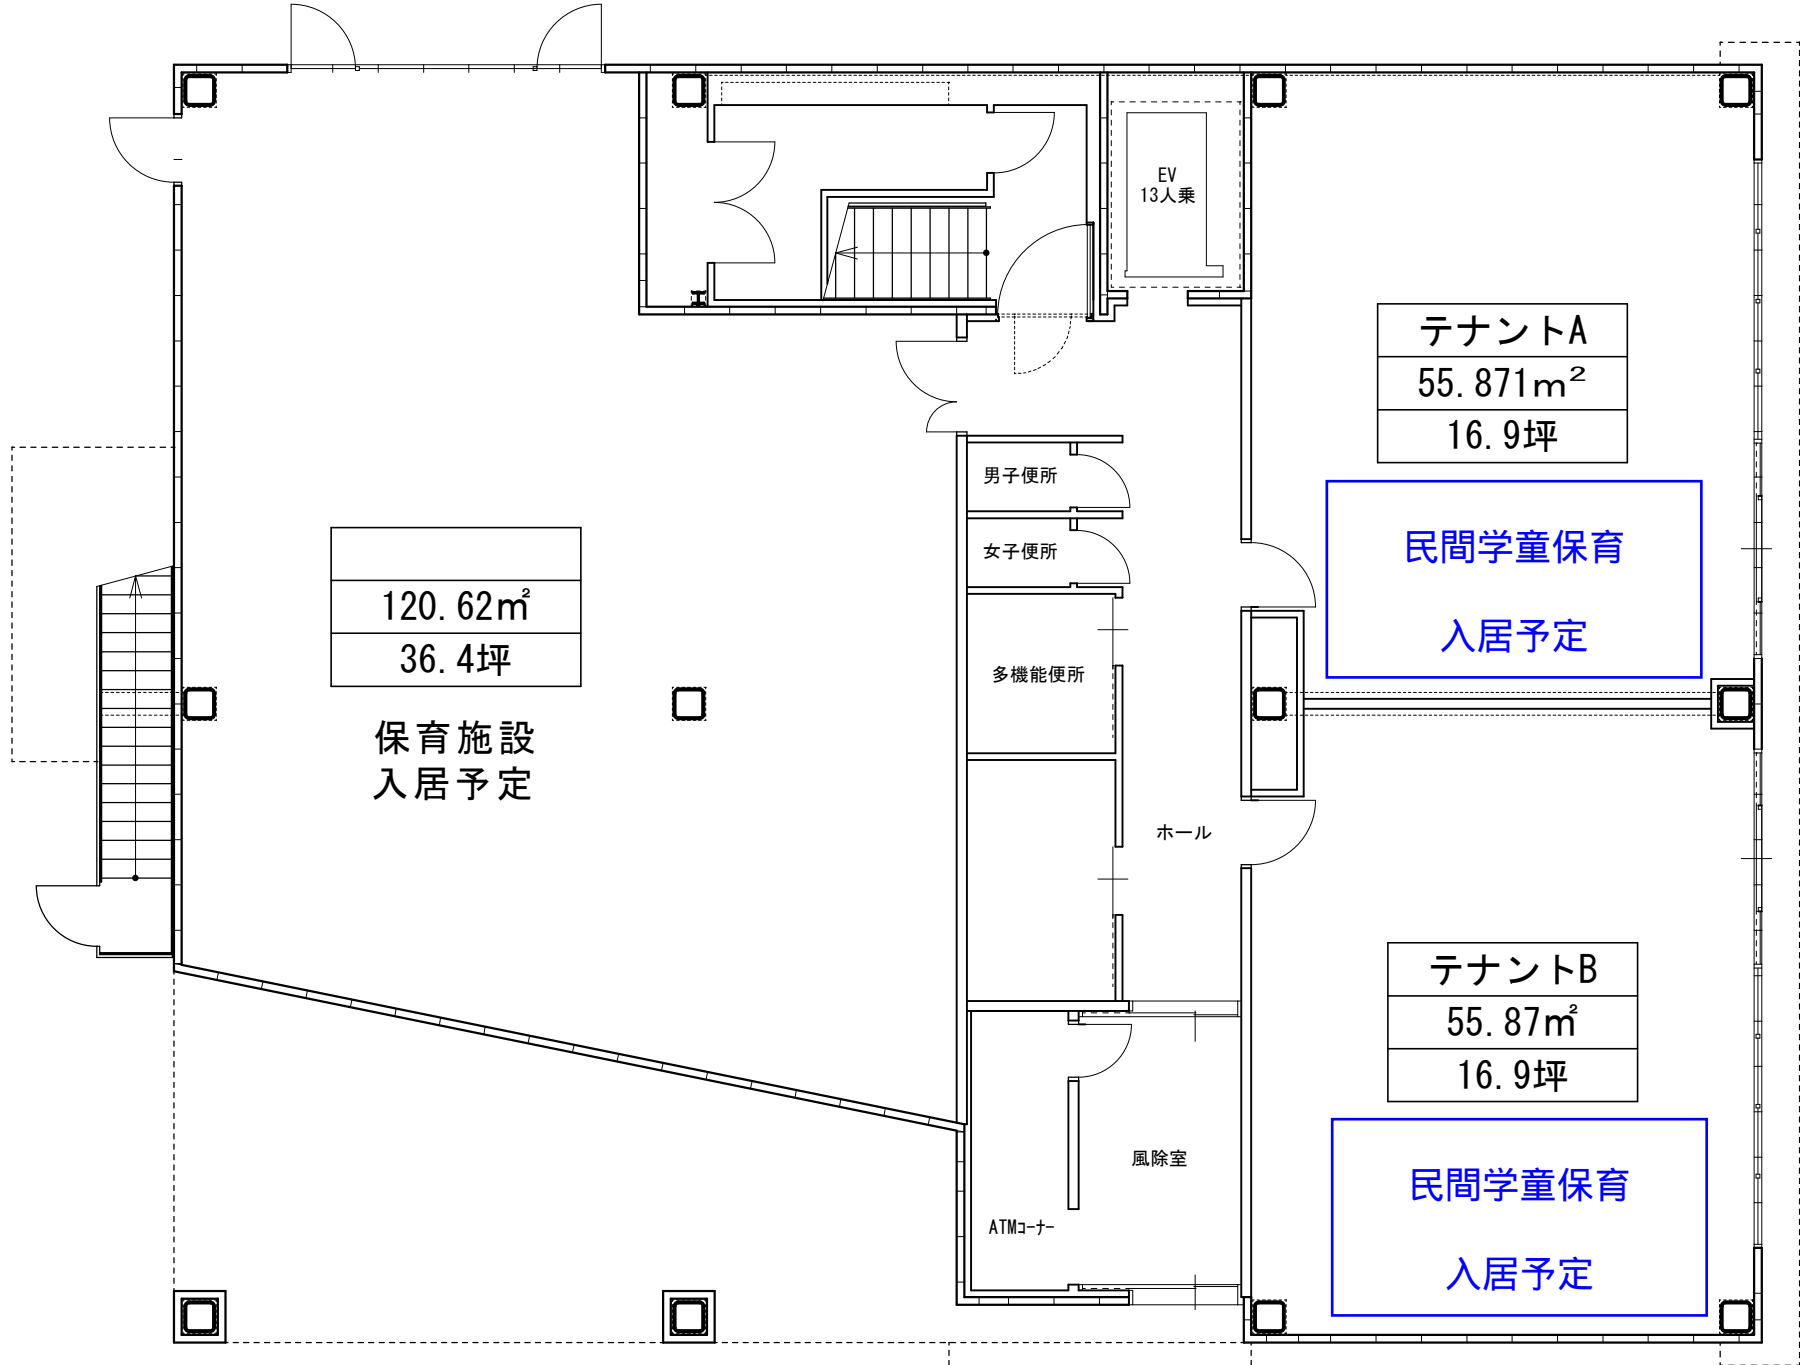 EV
13人乗
テナントA
55.871m²
16.9坪
民間学童保育
入居予定
男子便所
女子便所
多機能便所
120.62㎡
36.4坪
保育施設
入居予定
ホール
テナントB
55.87㎡
16.9坪
民間学童保育
入居予定
風除室
ATMｺｰﾅｰ